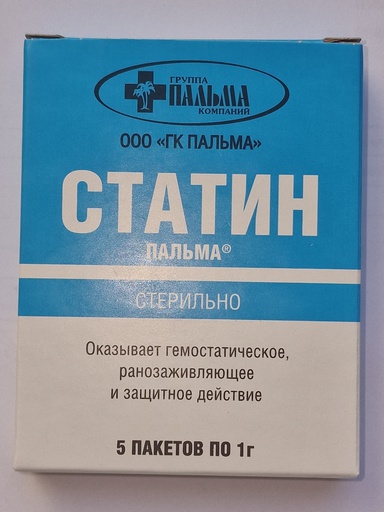 ГРУППА
ПАЛЬМА
КОМПАНИЙ
ООО «ГК ПАЛЬМА»
СТАТИН
ПАЛЬМА®
СТЕРИЛЬНО
Оказывает гемостатическое,
ранозаживляющее
и защитное действие
5 ПАКЕТОВ ПО 1г